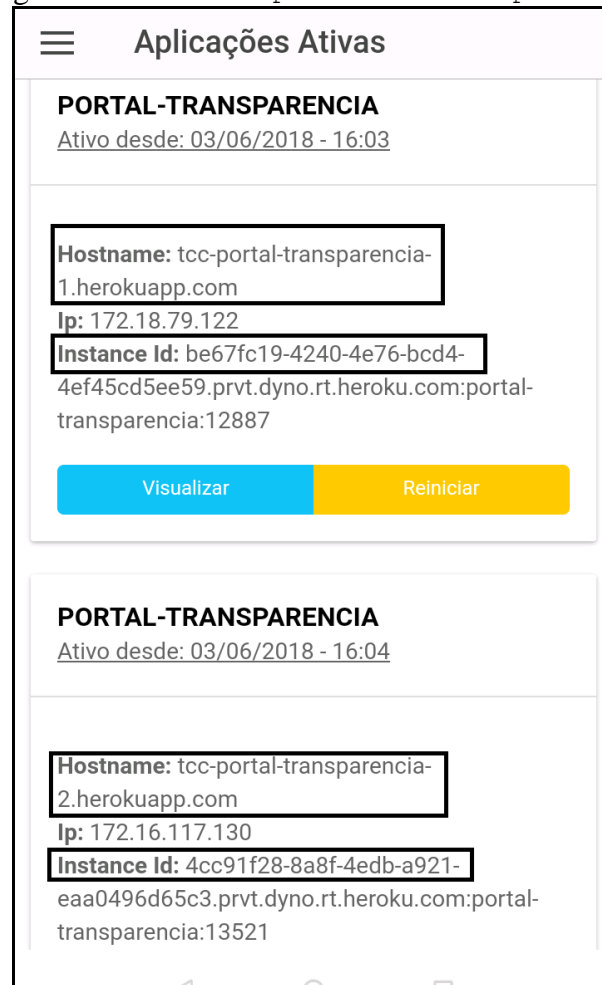 Aplicações Ativas
PORTAL-TRANSPARENCIA
Ativo desde: 03/06/2018 - 16:03
Hostname: tcc-portal-transparencia-
1.herokuapp.com
Ip: 172.18.79.122
Instance Id: be67fc19-4240-4e76-bcd4-
4ef45cd5ee59.prvt.dyno.rt.heroku.com:portal-
transparencia:12887
Visualizar Reiniciar
PORTAL-TRANSPARENCIA
Ativo desde: 03/06/2018 - 16:04
Hostname: tcc-portal-transparencia-
2.herokuapp.com
Ip: 172.16.117.130
Instance Id: 4cc91f28-8a8f-4edb-a921-
eaa0496d65c3.prvt.dyno.rt.heroku.com:portal-
transparencia:13521